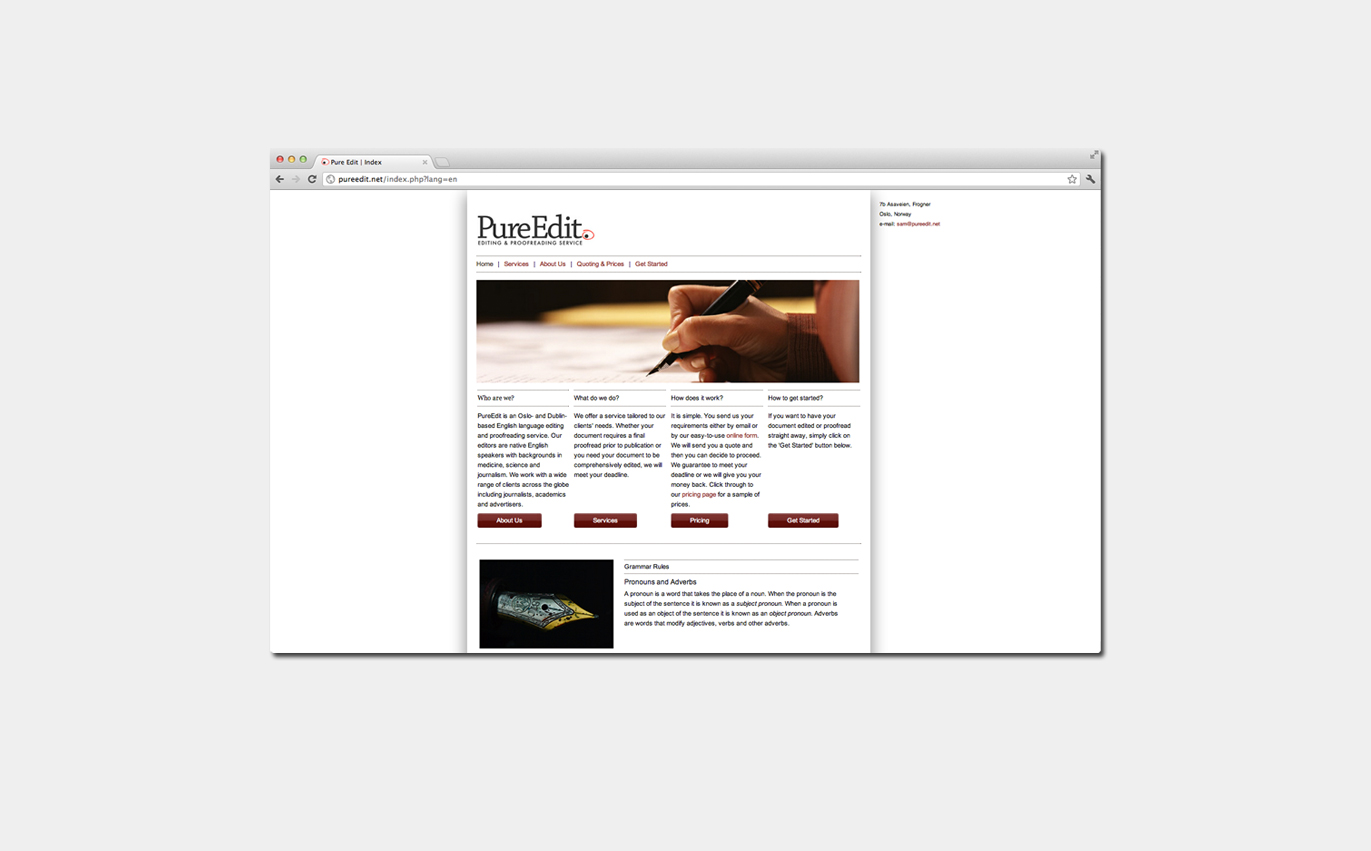 Pure Edit | Index
pureedit.net/index.php?lang=en
PureEdit.
EDITING & PROOFREADING SERVICE
7b Asaveien, Frogner
Oslo, Norway
e-mail: sam@pureedit.net
Home | Services | About Us | Quoting & Prices | Get Started
Who are we?
PureEdit is an Oslo- and Dublin-
based English language editing
and proofreading service. Our
editors are native English
speakers with backgrounds in
medicine, science and
journalism. We work with a wide
range of clients across the globe
including journalists, academics
and advertisers.
About Us
What do we do?
We offer a service tailored to our
clients' needs. Whether your
document requires a final
proofread prior to publication or
you need your document to be
comprehensively edited, we will
meet your deadline.
Services
How does it work?
It is simple. You send us your
requirements either by email or
by our easy-to-use online form.
We will send you a quote and
then you can decide to proceed.
We guarantee to meet your
deadline or we will give you your
money back. Click through to
our pricing page for a sample of
prices.
Pricing
How to get started?
If you want to have your
document edited or proofread
straight away, simply click on
the 'Get Started' button below.
Get Started
Grammar Rules
Pronouns and Adverbs
A pronoun is a word that takes the place of a noun. When the pronoun is the
subject of the sentence it is known as a subject pronoun. When a pronoun is
used as an object of the sentence it is known as an object pronoun. Adverbs
are words that modify adjectives, verbs and other adverbs.